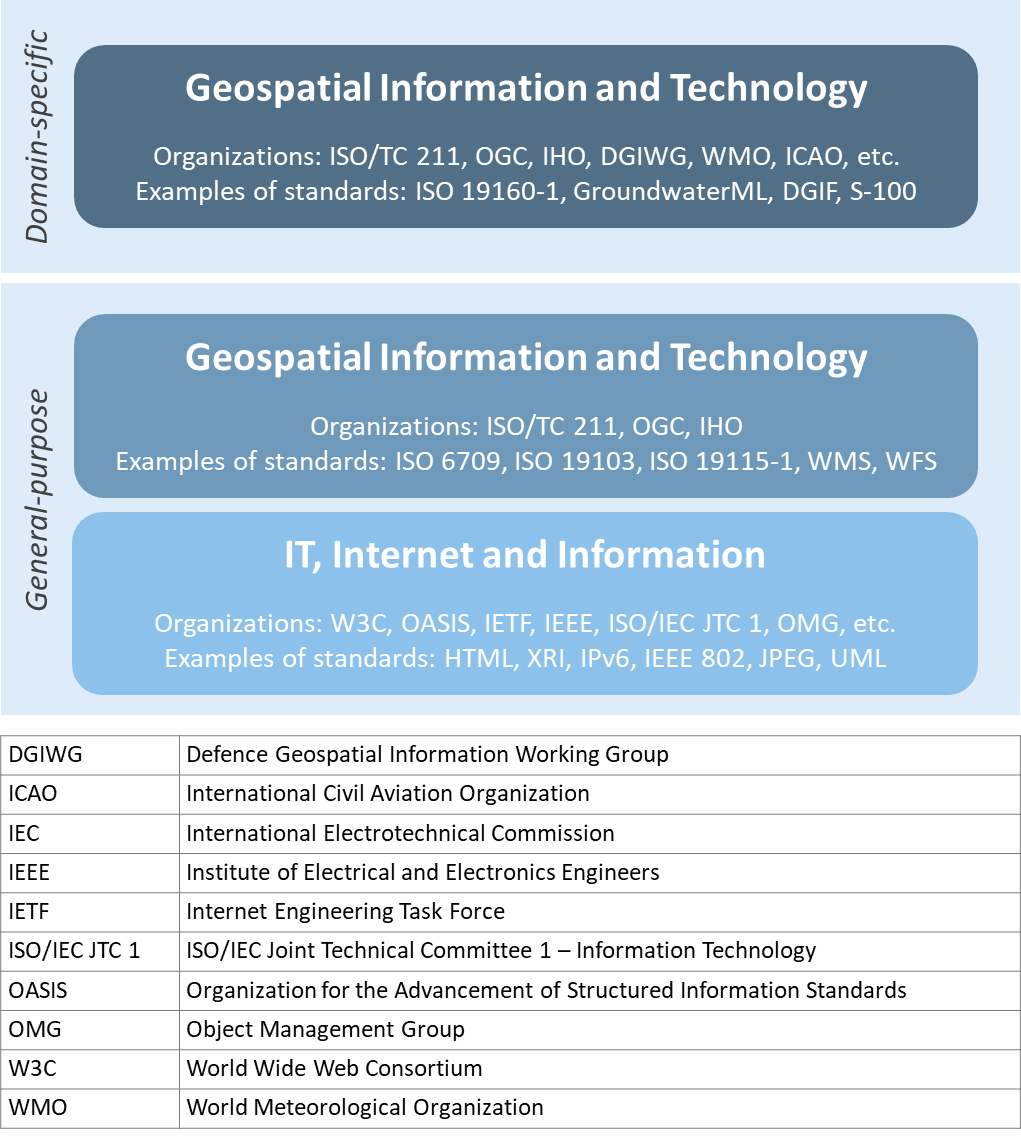 Domain-specific
Geospatial Information and Technology
Organizations: ISO/TC 211, OGC, IHO, DGIWG, WMO, ICAO, etc.
Examples of standards: ISO 19160-1, GroundwaterML, DGIF, S-100
General-purpose
Geospatial Information and Technology
Organizations: ISO/TC 211, OGC, IHO
Examples of standards: ISO 6709, ISO 19103, ISO 19115-1, WMS, WFS
IT, Internet and Information
Organizations: W3C, OASIS, IETF, IEEE, ISO/IEC JTC 1, OMG, etc.
Examples of standards: HTML, XRI, IPv6, IEEE 802, JPEG, UML
DGIWG Defence Geospatial Information Working Group
ICAO International Civil Aviation Organization
IEC International Electrotechnical Commission
IEEE Institute of Electrical and Electronics Engineers
IETF Internet Engineering Task Force
ISO/IEC JTC 1 ISO/IEC Joint Technical Committee 1 – Information Technology
OASIS Organization for the Advancement of Structured Information Standards
OMG Object Management Group
W3C World Wide Web Consortium
WMO World Meteorological Organization